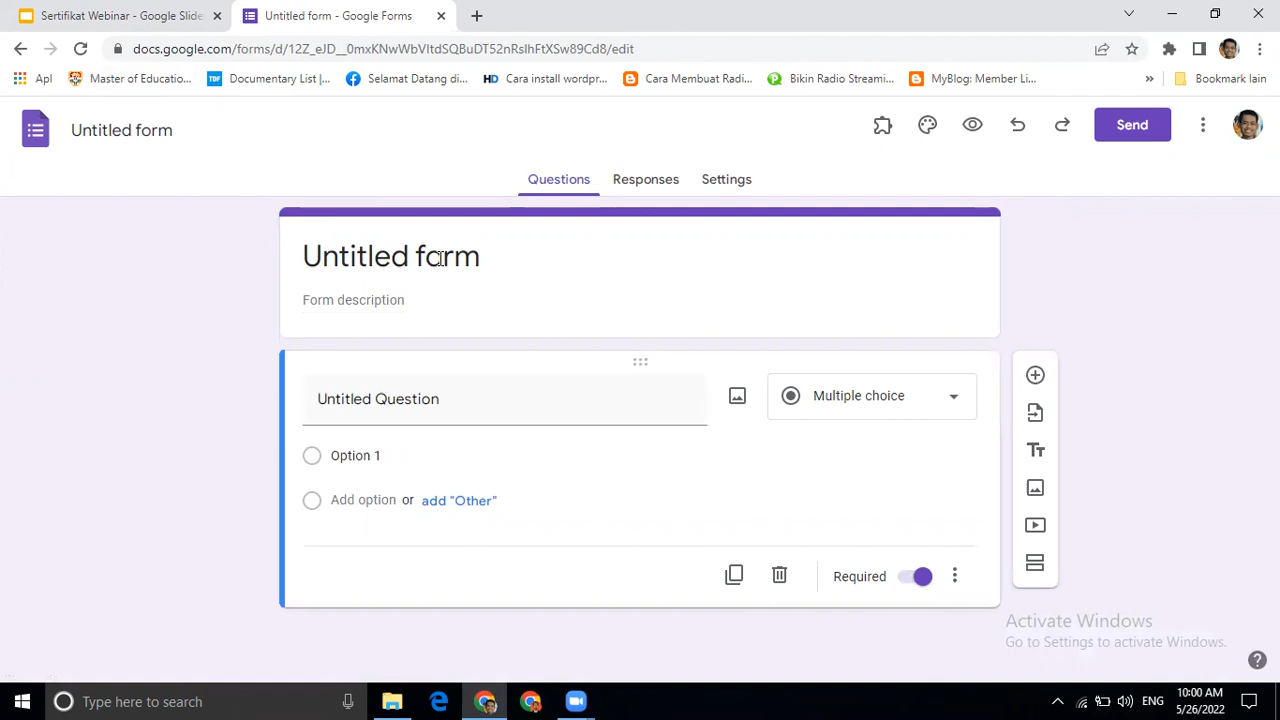 Sertifikat Webinar - Google Slide
Untitled form - Google Forms
docs.google.com/forms/d/12Z_eJD__0mxKNwWbVltdSQBuDT52nRsIhFtXSw89Cd8/edit
Apl
Master of Educatio...
TDF
Documentary List |...
Selamat Datang di...
HD
Cara install wordpr...
Cara Membuat Radi...
Bikin Radio Streami...
MyBlog: Member Li...
»
Bookmark lain
Untitled form
Send
Questions
Responses
Settings
Untitled form
Form description
Untitled Question
Multiple choice
Option 1
Add option or add "Other"
Required
Tt
Activate Windows
Go to Settings to activate Windows.
Type here to search
ENG
10:00 AM
5/26/2022